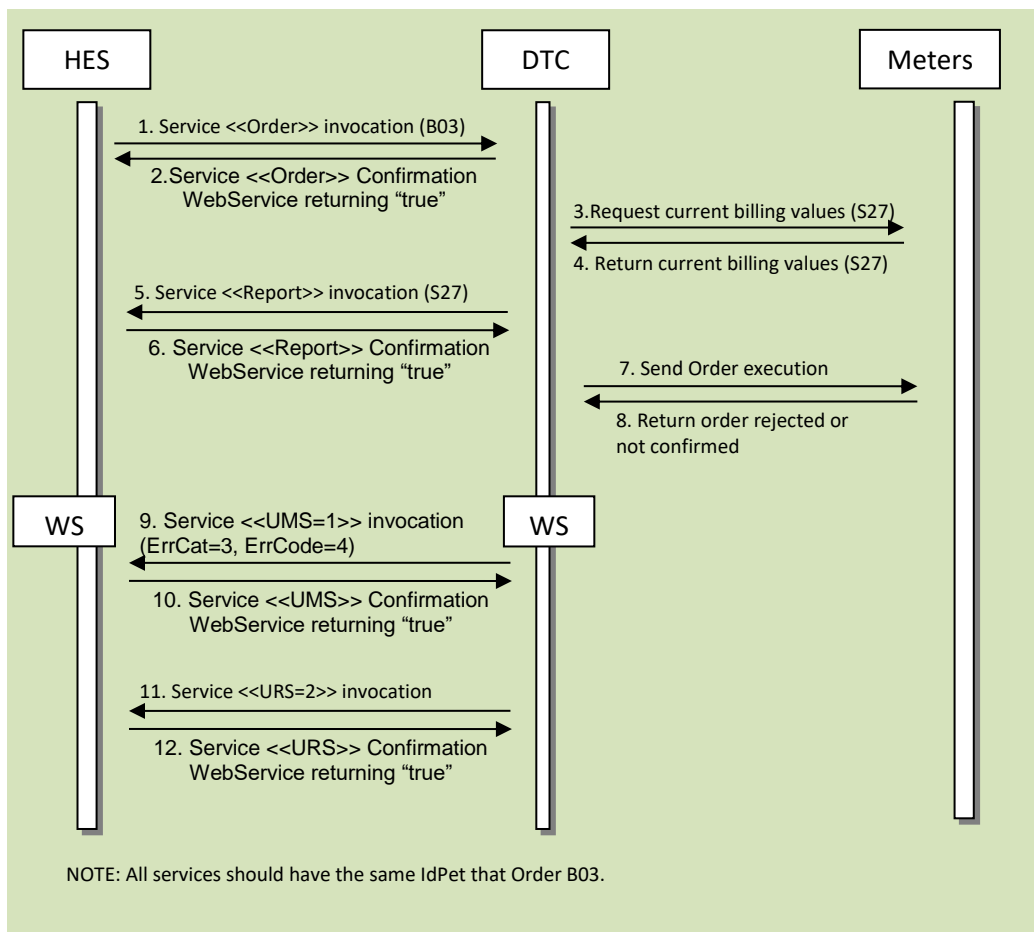 HES
DTC
Meters
1. Service <<Order>> invocation (B03)
2.Service <<Order>> Confirmation
WebService returning “true”
3.Request current billing values (S27)
4. Return current billing values (S27)
5. Service <<Report>> invocation (S27)
6. Service <<Report>> Confirmation
WebService returning “true”
7. Send Order execution
8. Return order rejected or
not confirmed
WS
WS
9. Service <<UMS=1>> invocation
(ErrCat=3, ErrCode=4)
10. Service <<UMS>> Confirmation
WebService returning “true”
11. Service <<URS=2>> invocation
12. Service <<URS>> Confirmation
WebService returning “true”
NOTE: All services should have the same IdPet that Order B03.